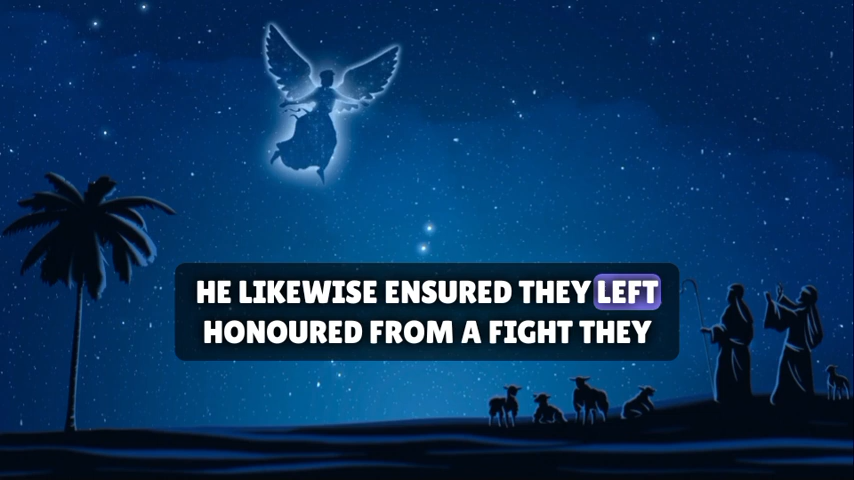 HE LIKEWISE ENSURED THEY LEFT
HONOURED FROM A FIGHT THEY